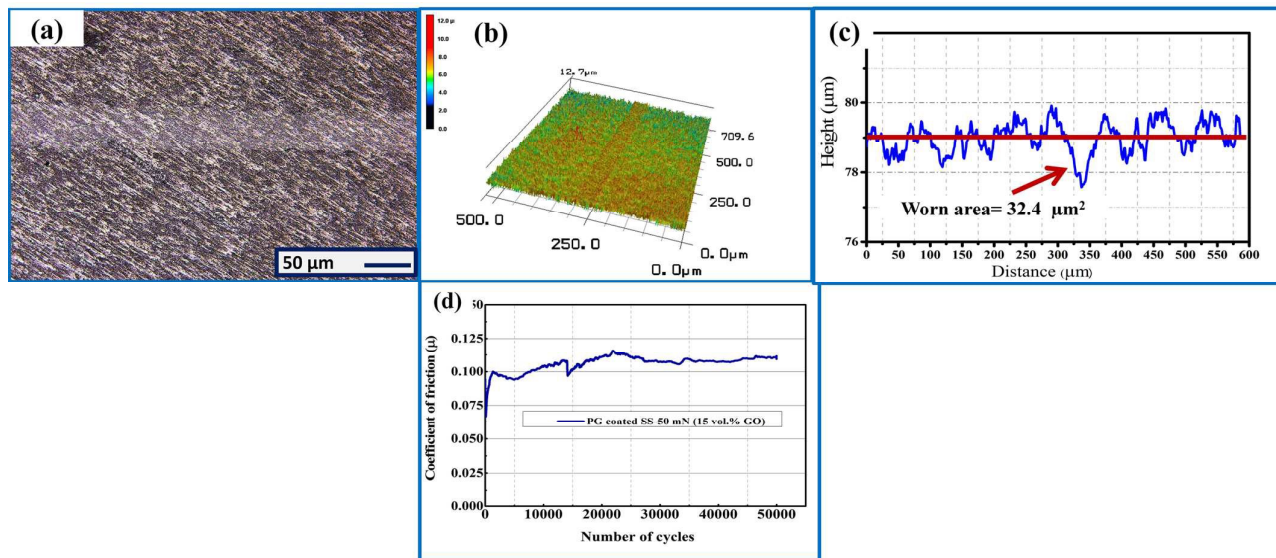 (a)
50 μm
(b)
12.0 μ
10.0
8.0
6.0
4.0
2.0
0.0
12.7μm
709.6
500.0
250.0
0.0μm
500.0
250.0
0.0μm
(c)
Height (μm)
80
78
76
Worn area= 32.4 μm²
0 50 100 150 200 250 300 350 400 450 500 550 600
Distance (μm)
(d)
Coefficient of friction (μ)
50
0.125
0.100
0.075
0.050
0.025
0.000
PG coated SS 50 mN (15 vol.% GO)
0 10000 20000 30000 40000 50000
Number of cycles